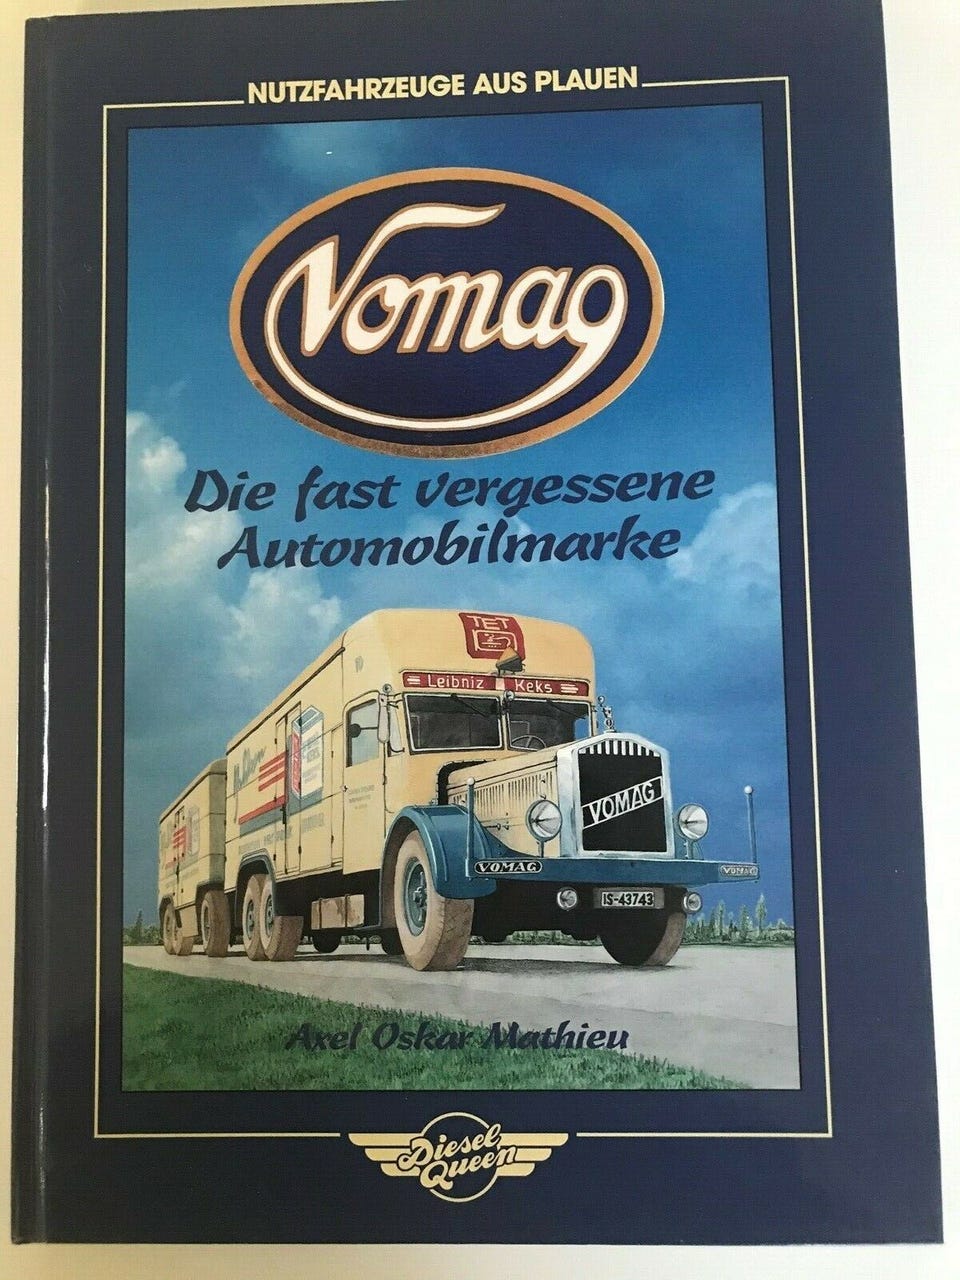 NUTZFAHRZEUGE AUS PLAUEN
Vomag
Die fast vergessene
Automobilmarke
TET
Leibniz Keks
VOMAG
VOMAG
VOMAG
IS-43743
Axel Oskar Mathieu
Diesel
Queen